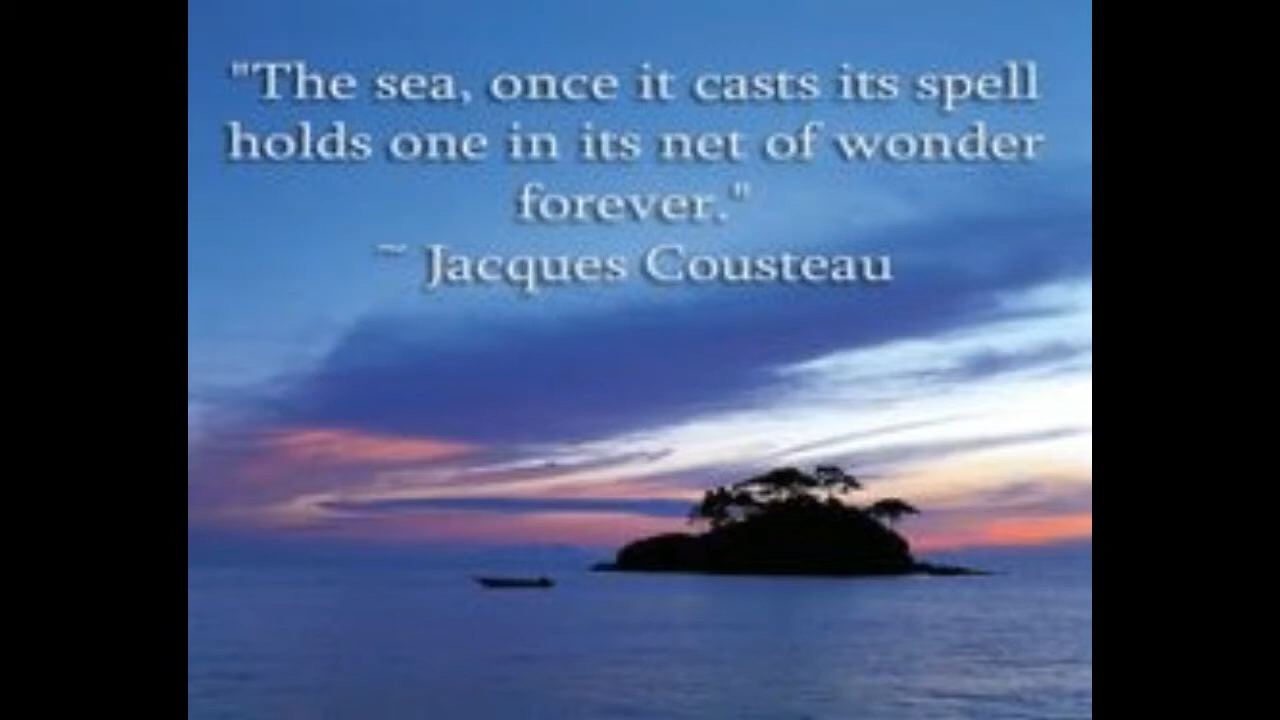 "The sea, once it casts its spell
holds one in its net of wonder
forever."
~ Jacques Cousteau